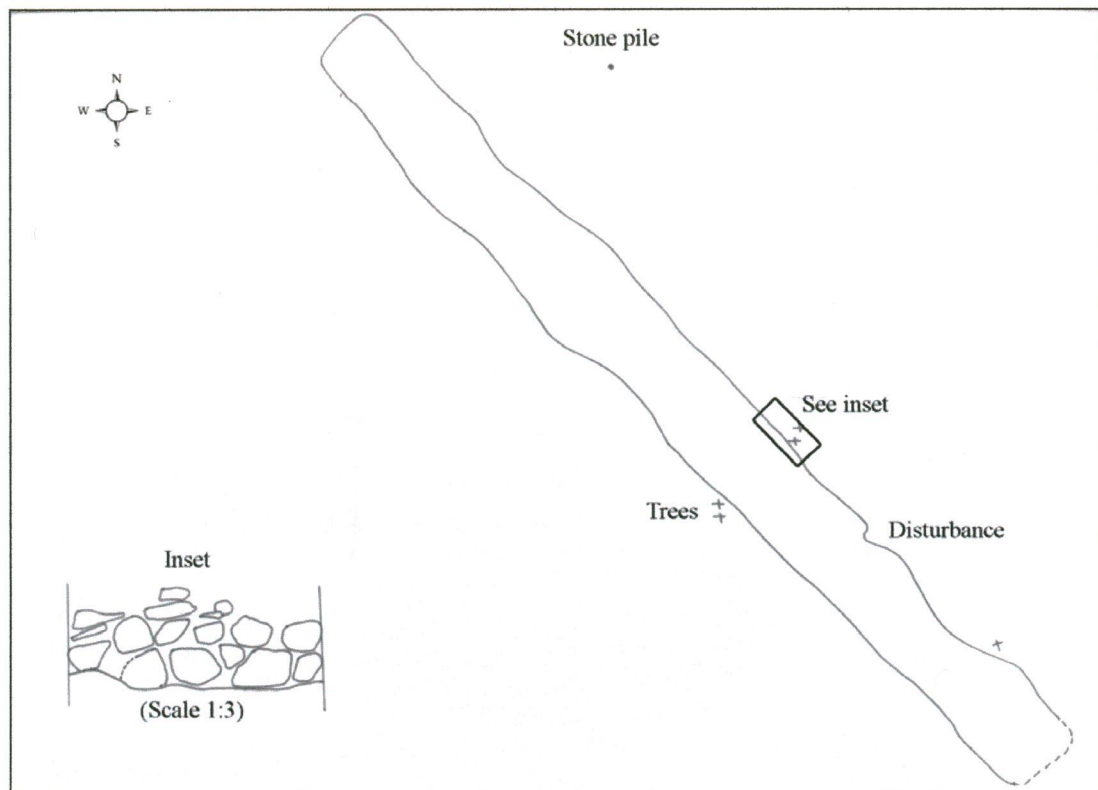 Stone pile
N
W E
S
See inset
Trees
Disturbance
Inset
(Scale 1:3)